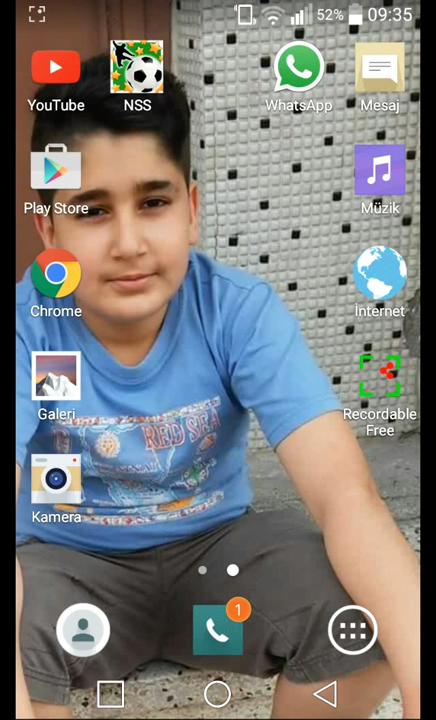 52% 09:35
YouTube NSS WhatsApp Mesaj
Play Store Müzik
Chrome İnternet
RED SEA
Galeri Recordable
Free
Kamera
1